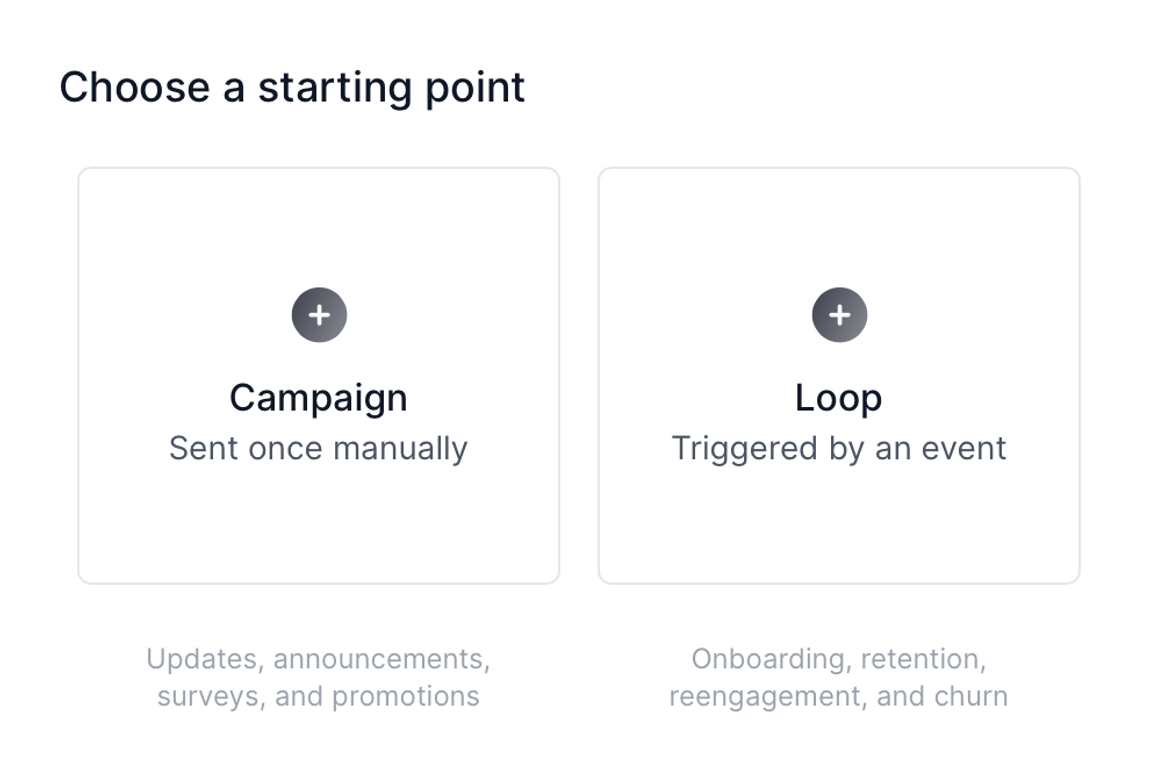 Choose a starting point
Campaign
Sent once manually
Loop
Triggered by an event
Updates, announcements,
surveys, and promotions
Onboarding, retention,
reengagement, and churn